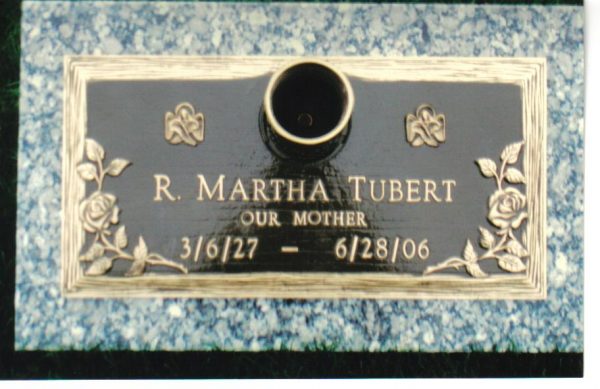 R. MARTHA TUBERT
OUR MOTHER
3/6/27 – 6/28/06